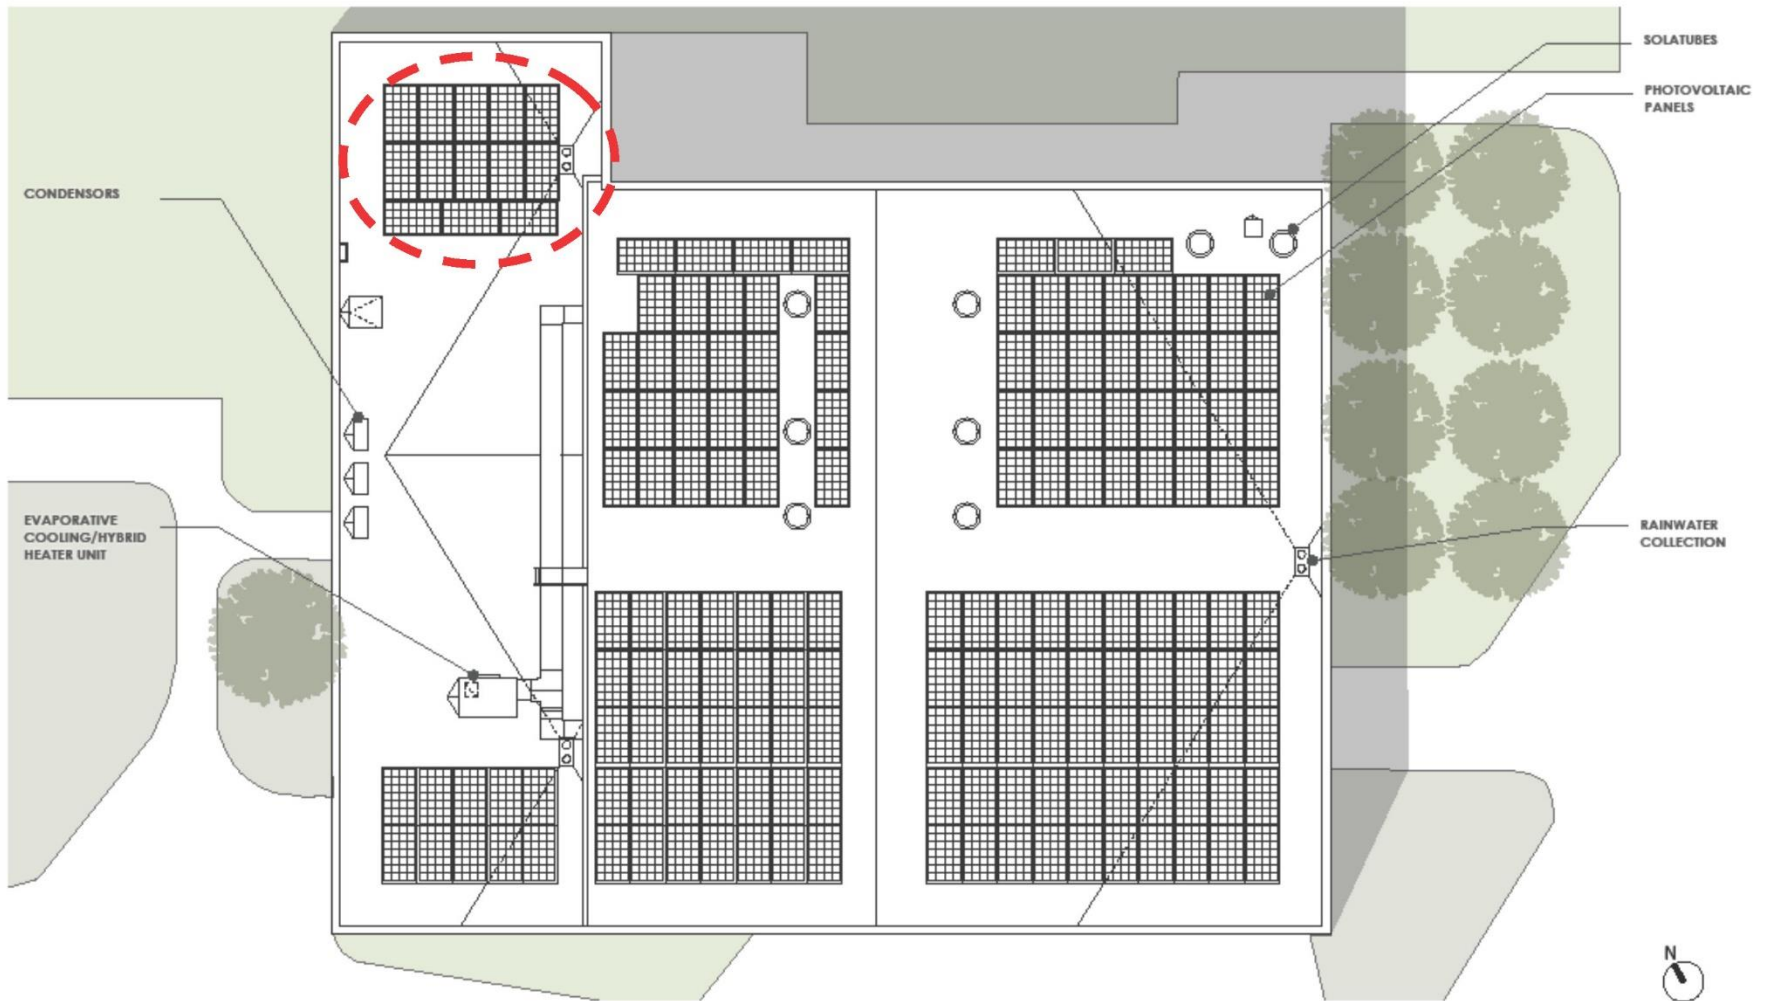 SOLATUBES
PHOTOVOLTAIC
PANELS
CONDENSORS
EVAPORATIVE
COOLING/HYBRID
HEATER UNIT
RAINWATER
COLLECTION
N